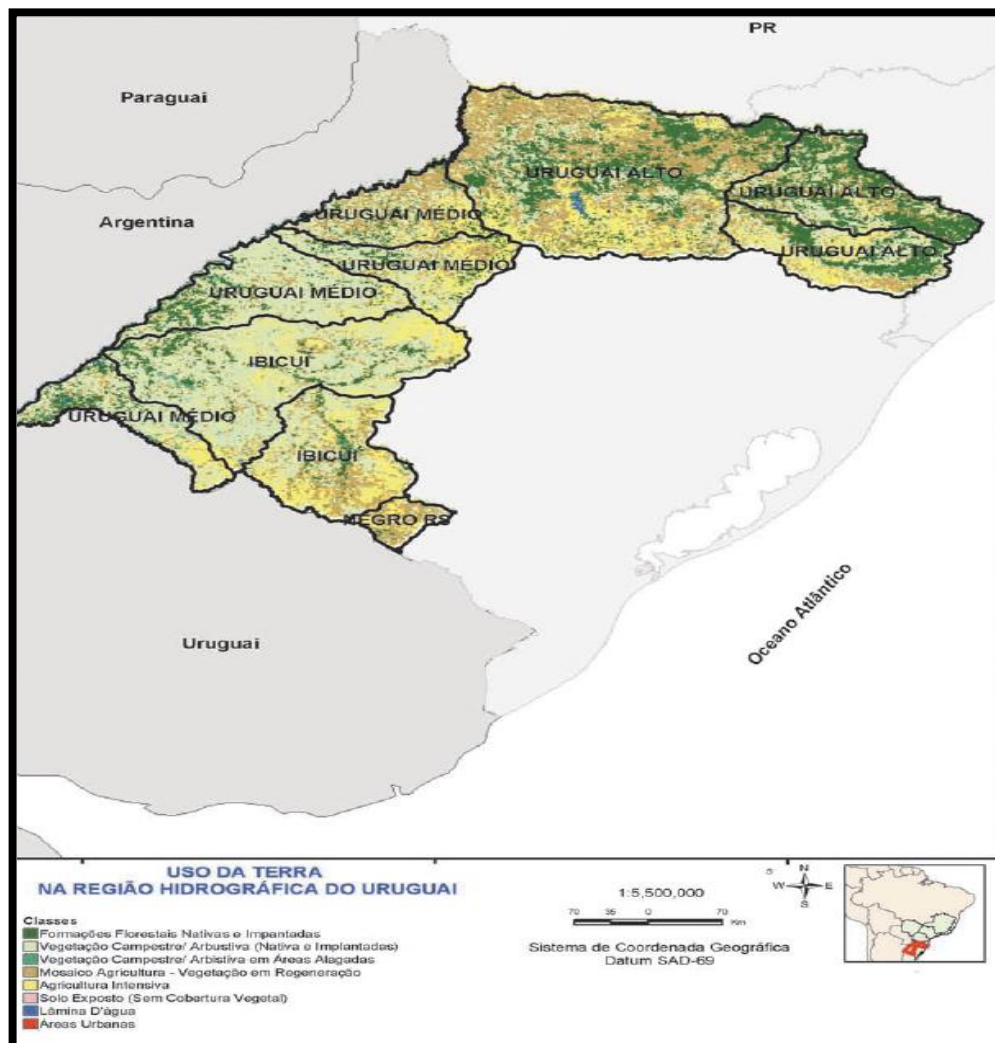 PR
Paraguai
URUGUAI ALTO
URUGUAI ALTO
Argentina
URUGUAI MÉDIO
URUGUAI ALTO
URUGUAI MÉDIO
URUGUAI MÉDIO
IBICUÍ
URUGUAI MÉDIO
IBICUÍ
NEGRO RS
Oceano Atlântico
Uruguai
USO DA TERRA
NA REGIÃO HIDROGRÁFICA DO URUGUAI
Classes
Formações Florestais Nativas e Impantadas
Vegetação Campestre/ Arbustiva (Nativa e Implantadas)
Vegetação Campestre/ Arbistiva em Áreas Alagadas
Mosaico Agricultura - Vegetação em Regeneração
Agricultura Intensiva
Solo Exposto (Sem Cobertura Vegetal)
Lâmina D'água
Áreas Urbanas
1:5,500,000
70 35 0 70
Km
Sistema de Coordenada Geográfica
Datum SAD-69
N
W E
S